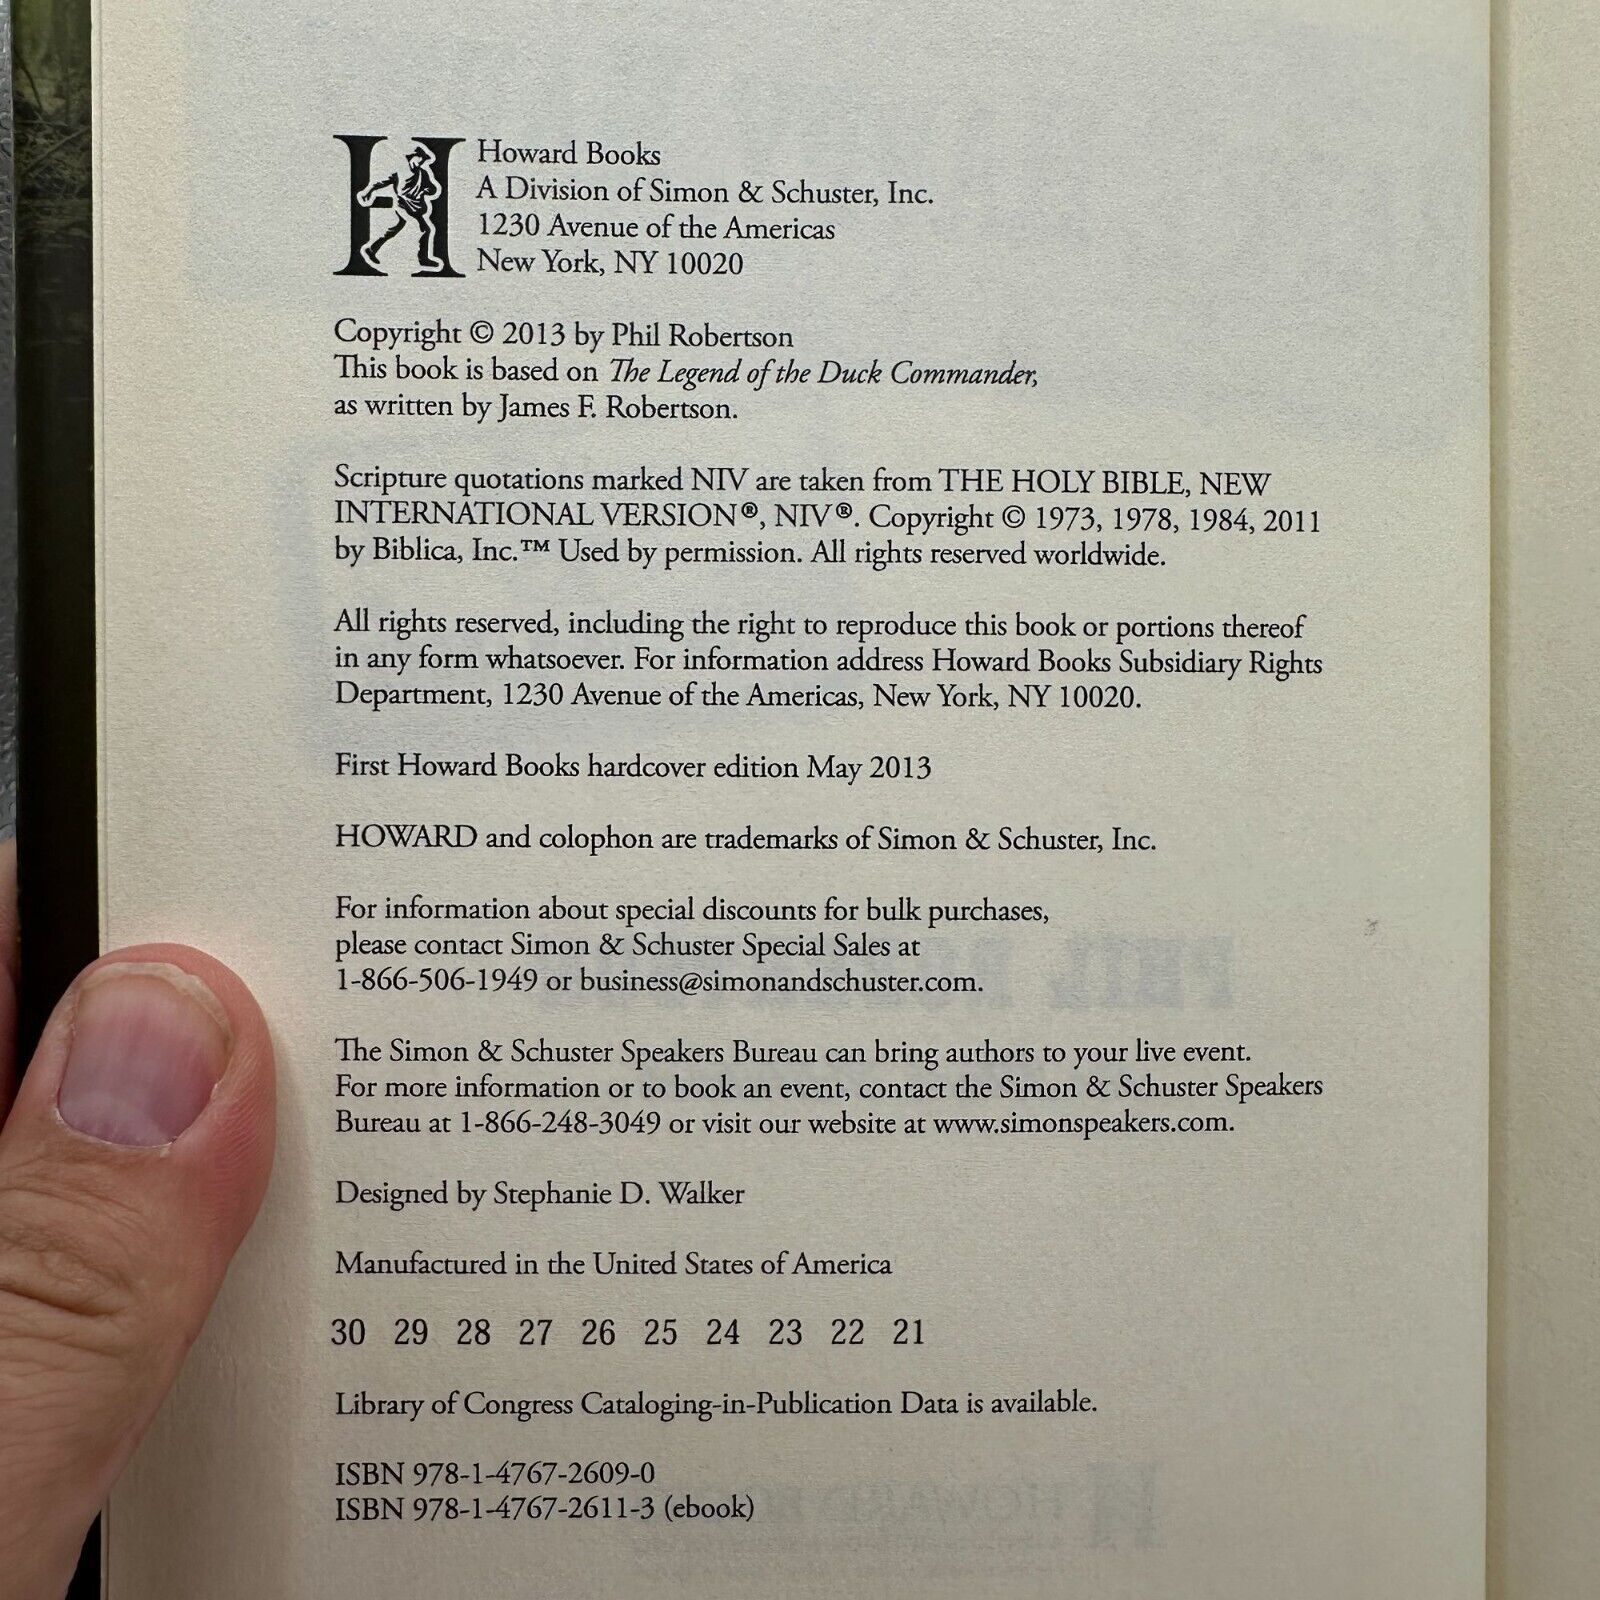 H
Howard Books
A Division of Simon & Schuster, Inc.
1230 Avenue of the Americas
New York, NY 10020
Copyright © 2013 by Phil Robertson
This book is based on The Legend of the Duck Commander,
as written by James F. Robertson.
Scripture quotations marked NIV are taken from THE HOLY BIBLE, NEW
INTERNATIONAL VERSION®, NIV®. Copyright © 1973, 1978, 1984, 2011
by Biblica, Inc.™ Used by permission. All rights reserved worldwide.
All rights reserved, including the right to reproduce this book or portions thereof
in any form whatsoever. For information address Howard Books Subsidiary Rights
Department, 1230 Avenue of the Americas, New York, NY 10020.
First Howard Books hardcover edition May 2013
HOWARD and colophon are trademarks of Simon & Schuster, Inc.
For information about special discounts for bulk purchases,
please contact Simon & Schuster Special Sales at
1-866-506-1949 or business@simonandschuster.com.
The Simon & Schuster Speakers Bureau can bring authors to your live event.
For more information or to book an event, contact the Simon & Schuster Speakers
Bureau at 1-866-248-3049 or visit our website at www.simonspeakers.com.
Designed by Stephanie D. Walker
Manufactured in the United States of America
30 29 28 27 26 25 24 23 22 21
Library of Congress Cataloging-in-Publication Data is available.
ISBN 978-1-4767-2609-0
ISBN 978-1-4767-2611-3 (ebook)